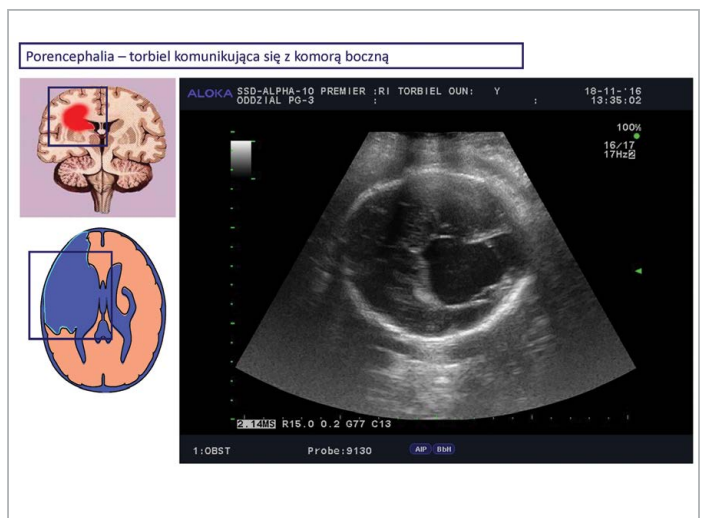 Porencephalia – torbiel komunikująca się z komorą boczną
ALOKA SSD-ALPHA-10 PREMIER :RI TORBIEL OUN: Y 18-11-'16
ODDZIAL PG-3 : : 13:35:02
100%
16/17
17Hz2
2.14MS R15.0 0.2 G77 C13
1:OBST Probe:9130 AIP BbH